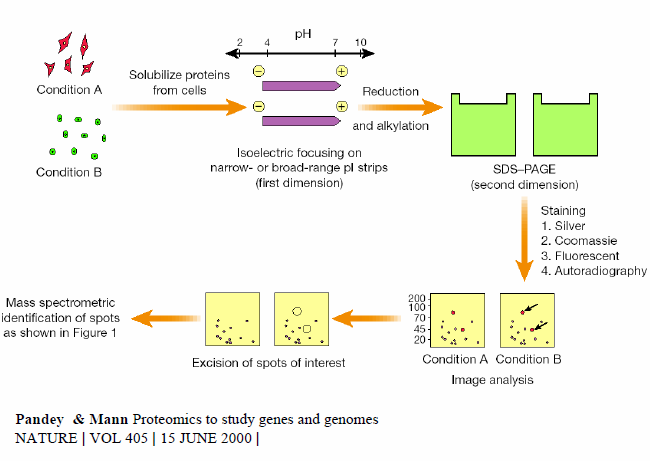 Condition A
Condition B
Solubilize proteins
from cells
pH
2 4 7 10
− +
− +
Isoelectric focusing on
narrow- or broad-range pI strips
(first dimension)
Reduction
and alkylation
SDS–PAGE
(second dimension)
Staining
1. Silver
2. Coomassie
3. Fluorescent
4. Autoradiography
200
100
70
45
20
Condition A Condition B
Image analysis
Excision of spots of interest
Mass spectrometric
identification of spots
as shown in Figure 1
Pandey & Mann Proteomics to study genes and genomes
NATURE | VOL 405 | 15 JUNE 2000 |